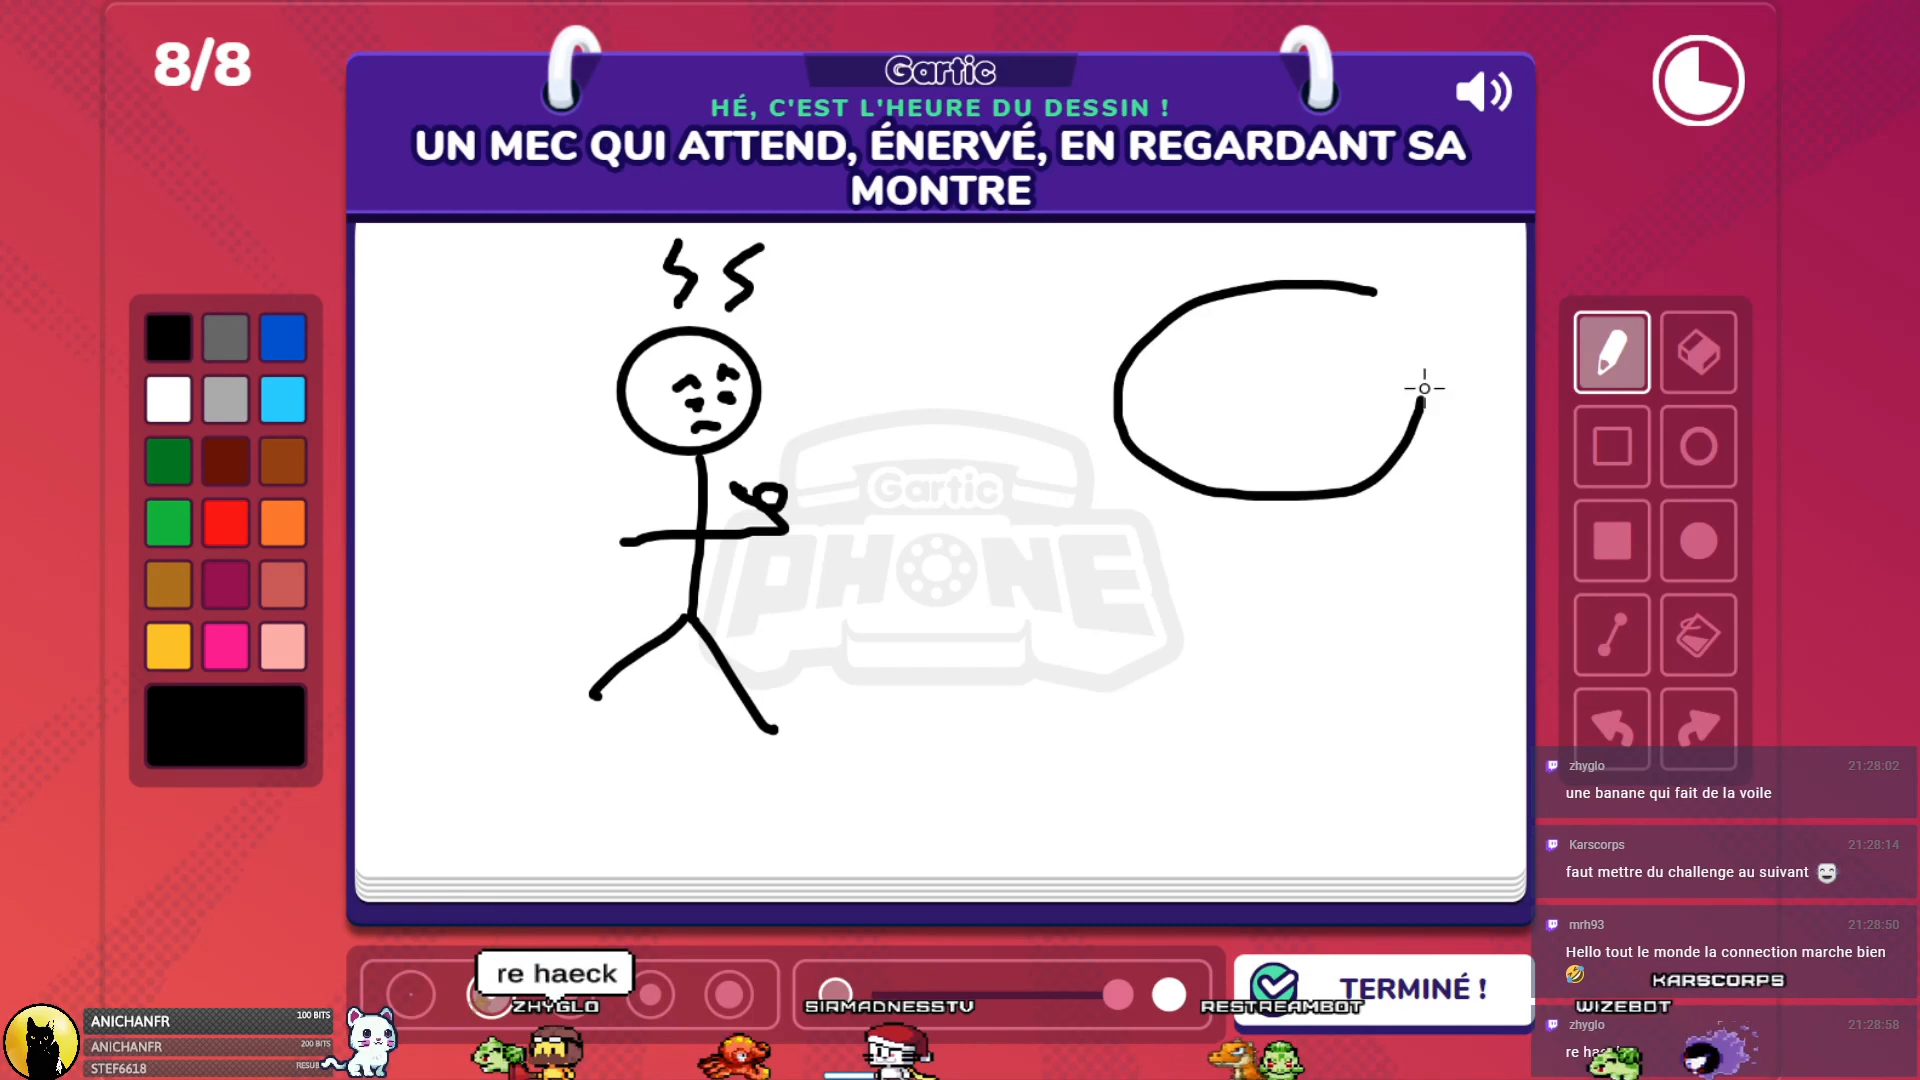 8/8
Gartic
HÉ, C'EST L'HEURE DU DESSIN !
UN MEC QUI ATTEND, ÉNERVÉ, EN REGARDANT SA
MONTRE
Gartic
PHONE
zhyglo 21:28:02
une banane qui fait de la voile
Karscorps 21:28:14
faut mettre du challenge au suivant
mrh93 21:28:50
Hello tout le monde la connection marche bien
KARSCORPS
re haeck
TERMINÉ !
ZHYGLO
SIRMADNESSTV
RESTREAMBOT
WIZEBOT
zhyglo 21:28:58
re
ANICHANFR 100 BITS
ANICHANFR 200 BITS
STEF6618 RESUB